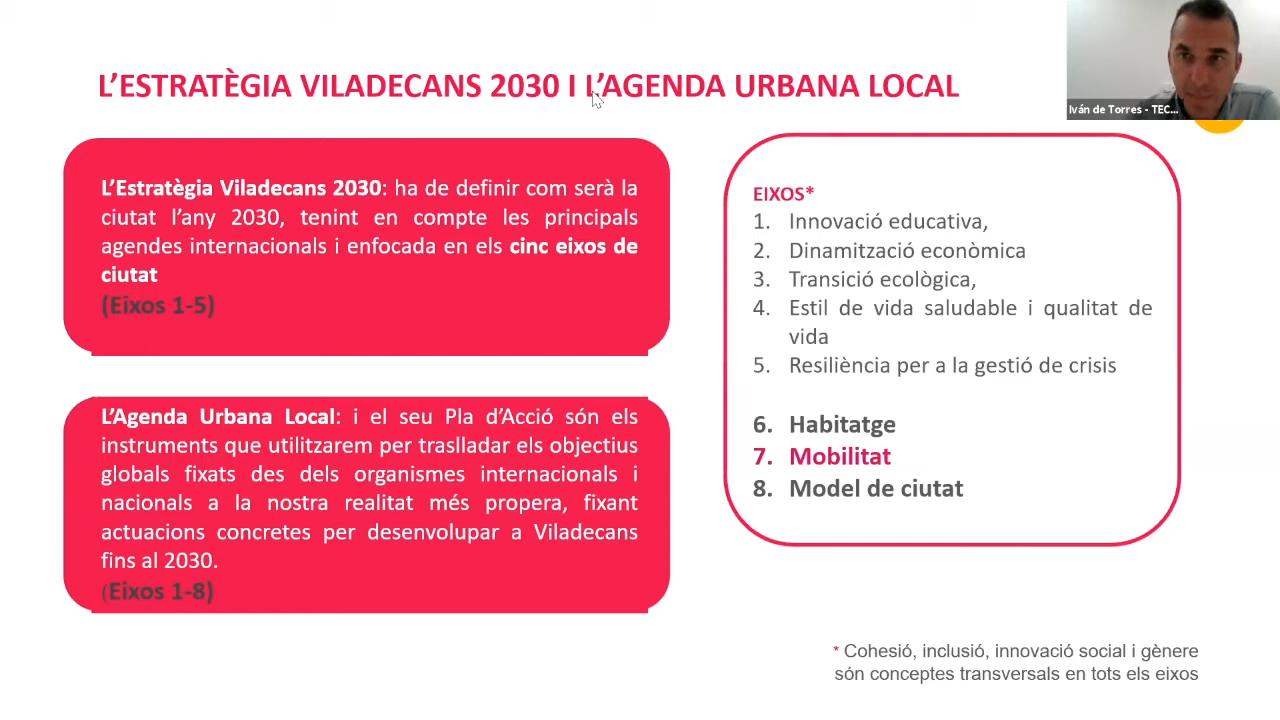 L'ESTRATÈGIA VILADECANS 2030 I L'AGENDA URBANA LOCAL
Iván de Torres - TEC...
L'Estratègia Viladecans 2030: ha de definir com serà la
ciutat l'any 2030, tenint en compte les principals
agendes internacionals i enfocada en els cinc eixos de
ciutat
(Eixos 1-5)
L'Agenda Urbana Local: i el seu Pla d'Acció són els
instruments que utilitzarem per traslladar els objectius
globals fixats des dels organismes internacionals i
nacionals a la nostra realitat més propera, fixant
actuacions concretes per desenvolupar a Viladecans
fins al 2030.
(Eixos 1-8)
EIXOS*
1. Innovació educativa,
2. Dinamització econòmica
3. Transició ecològica,
4. Estil de vida saludable i qualitat de
vida
5. Resiliència per a la gestió de crisis
6. Habitatge
7. Mobilitat
8. Model de ciutat
* Cohesió, inclusió, innovació social i gènere
són conceptes transversals en tots els eixos